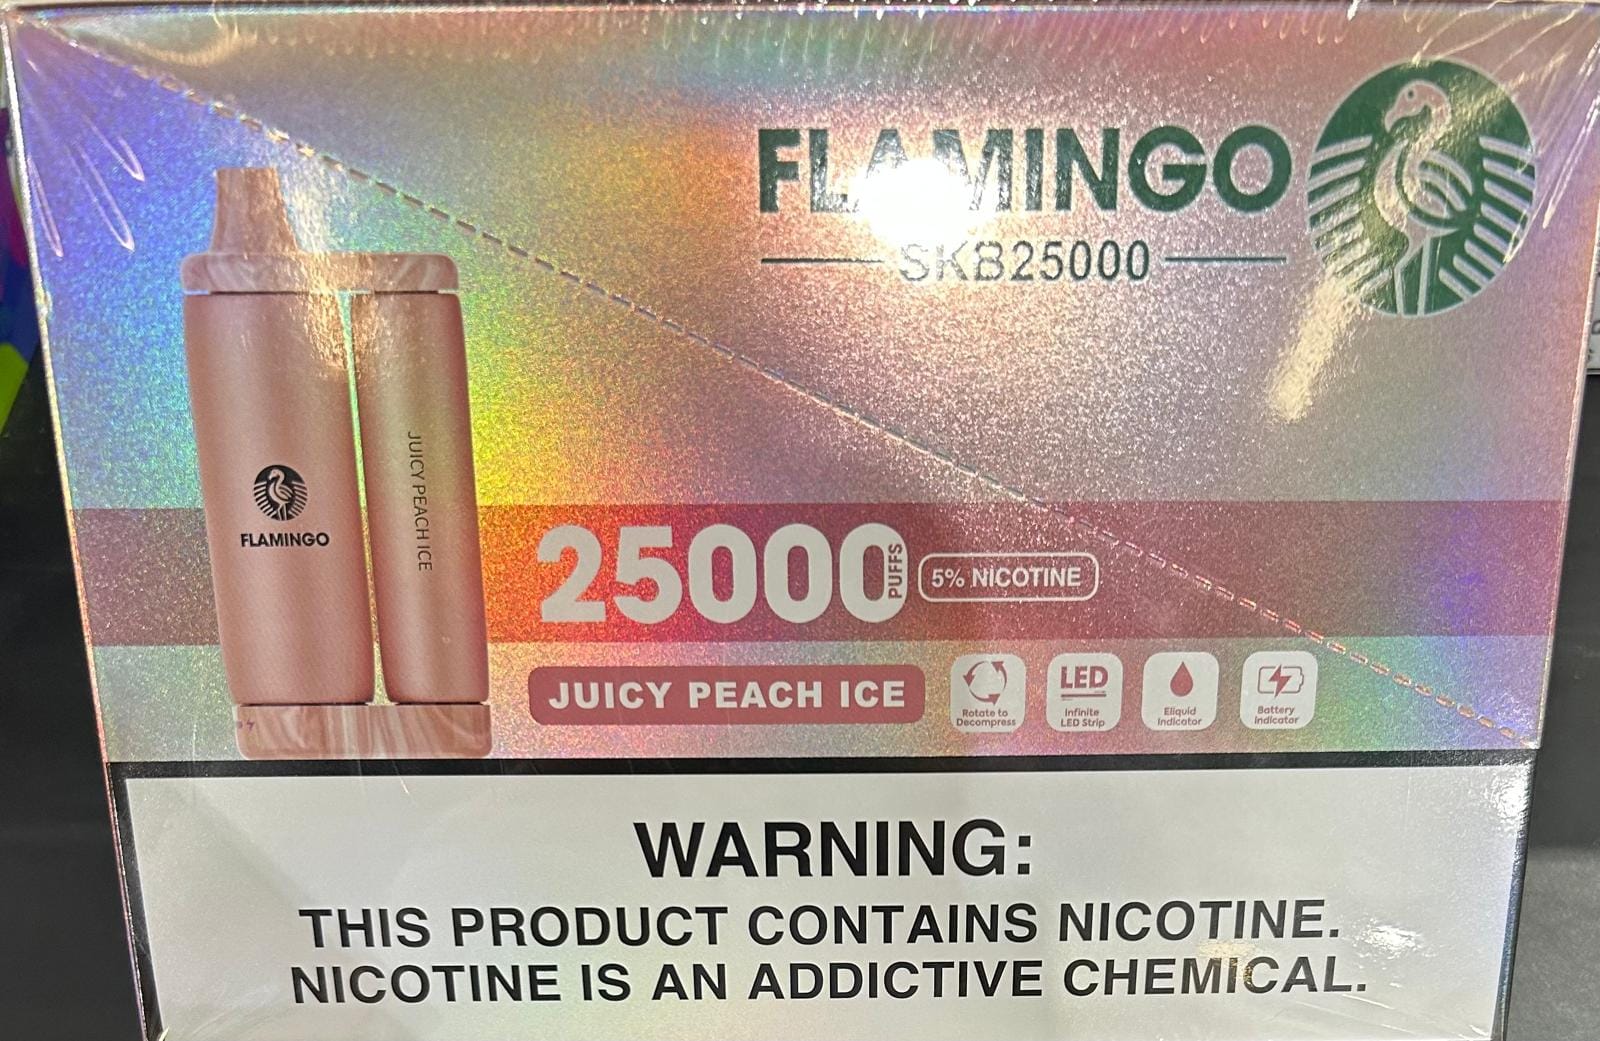 FLAMINGO
SKB25000
FLAMINGO
JUICY PEACH ICE
25000
PUFFS
5% NICOTINE
JUICY PEACH ICE
Rotate to
Decompress
LED
Infinite
LED Strip
Eliquid
Indicator
Battery
Indicator
WARNING:
THIS PRODUCT CONTAINS NICOTINE.
NICOTINE IS AN ADDICTIVE CHEMICAL.